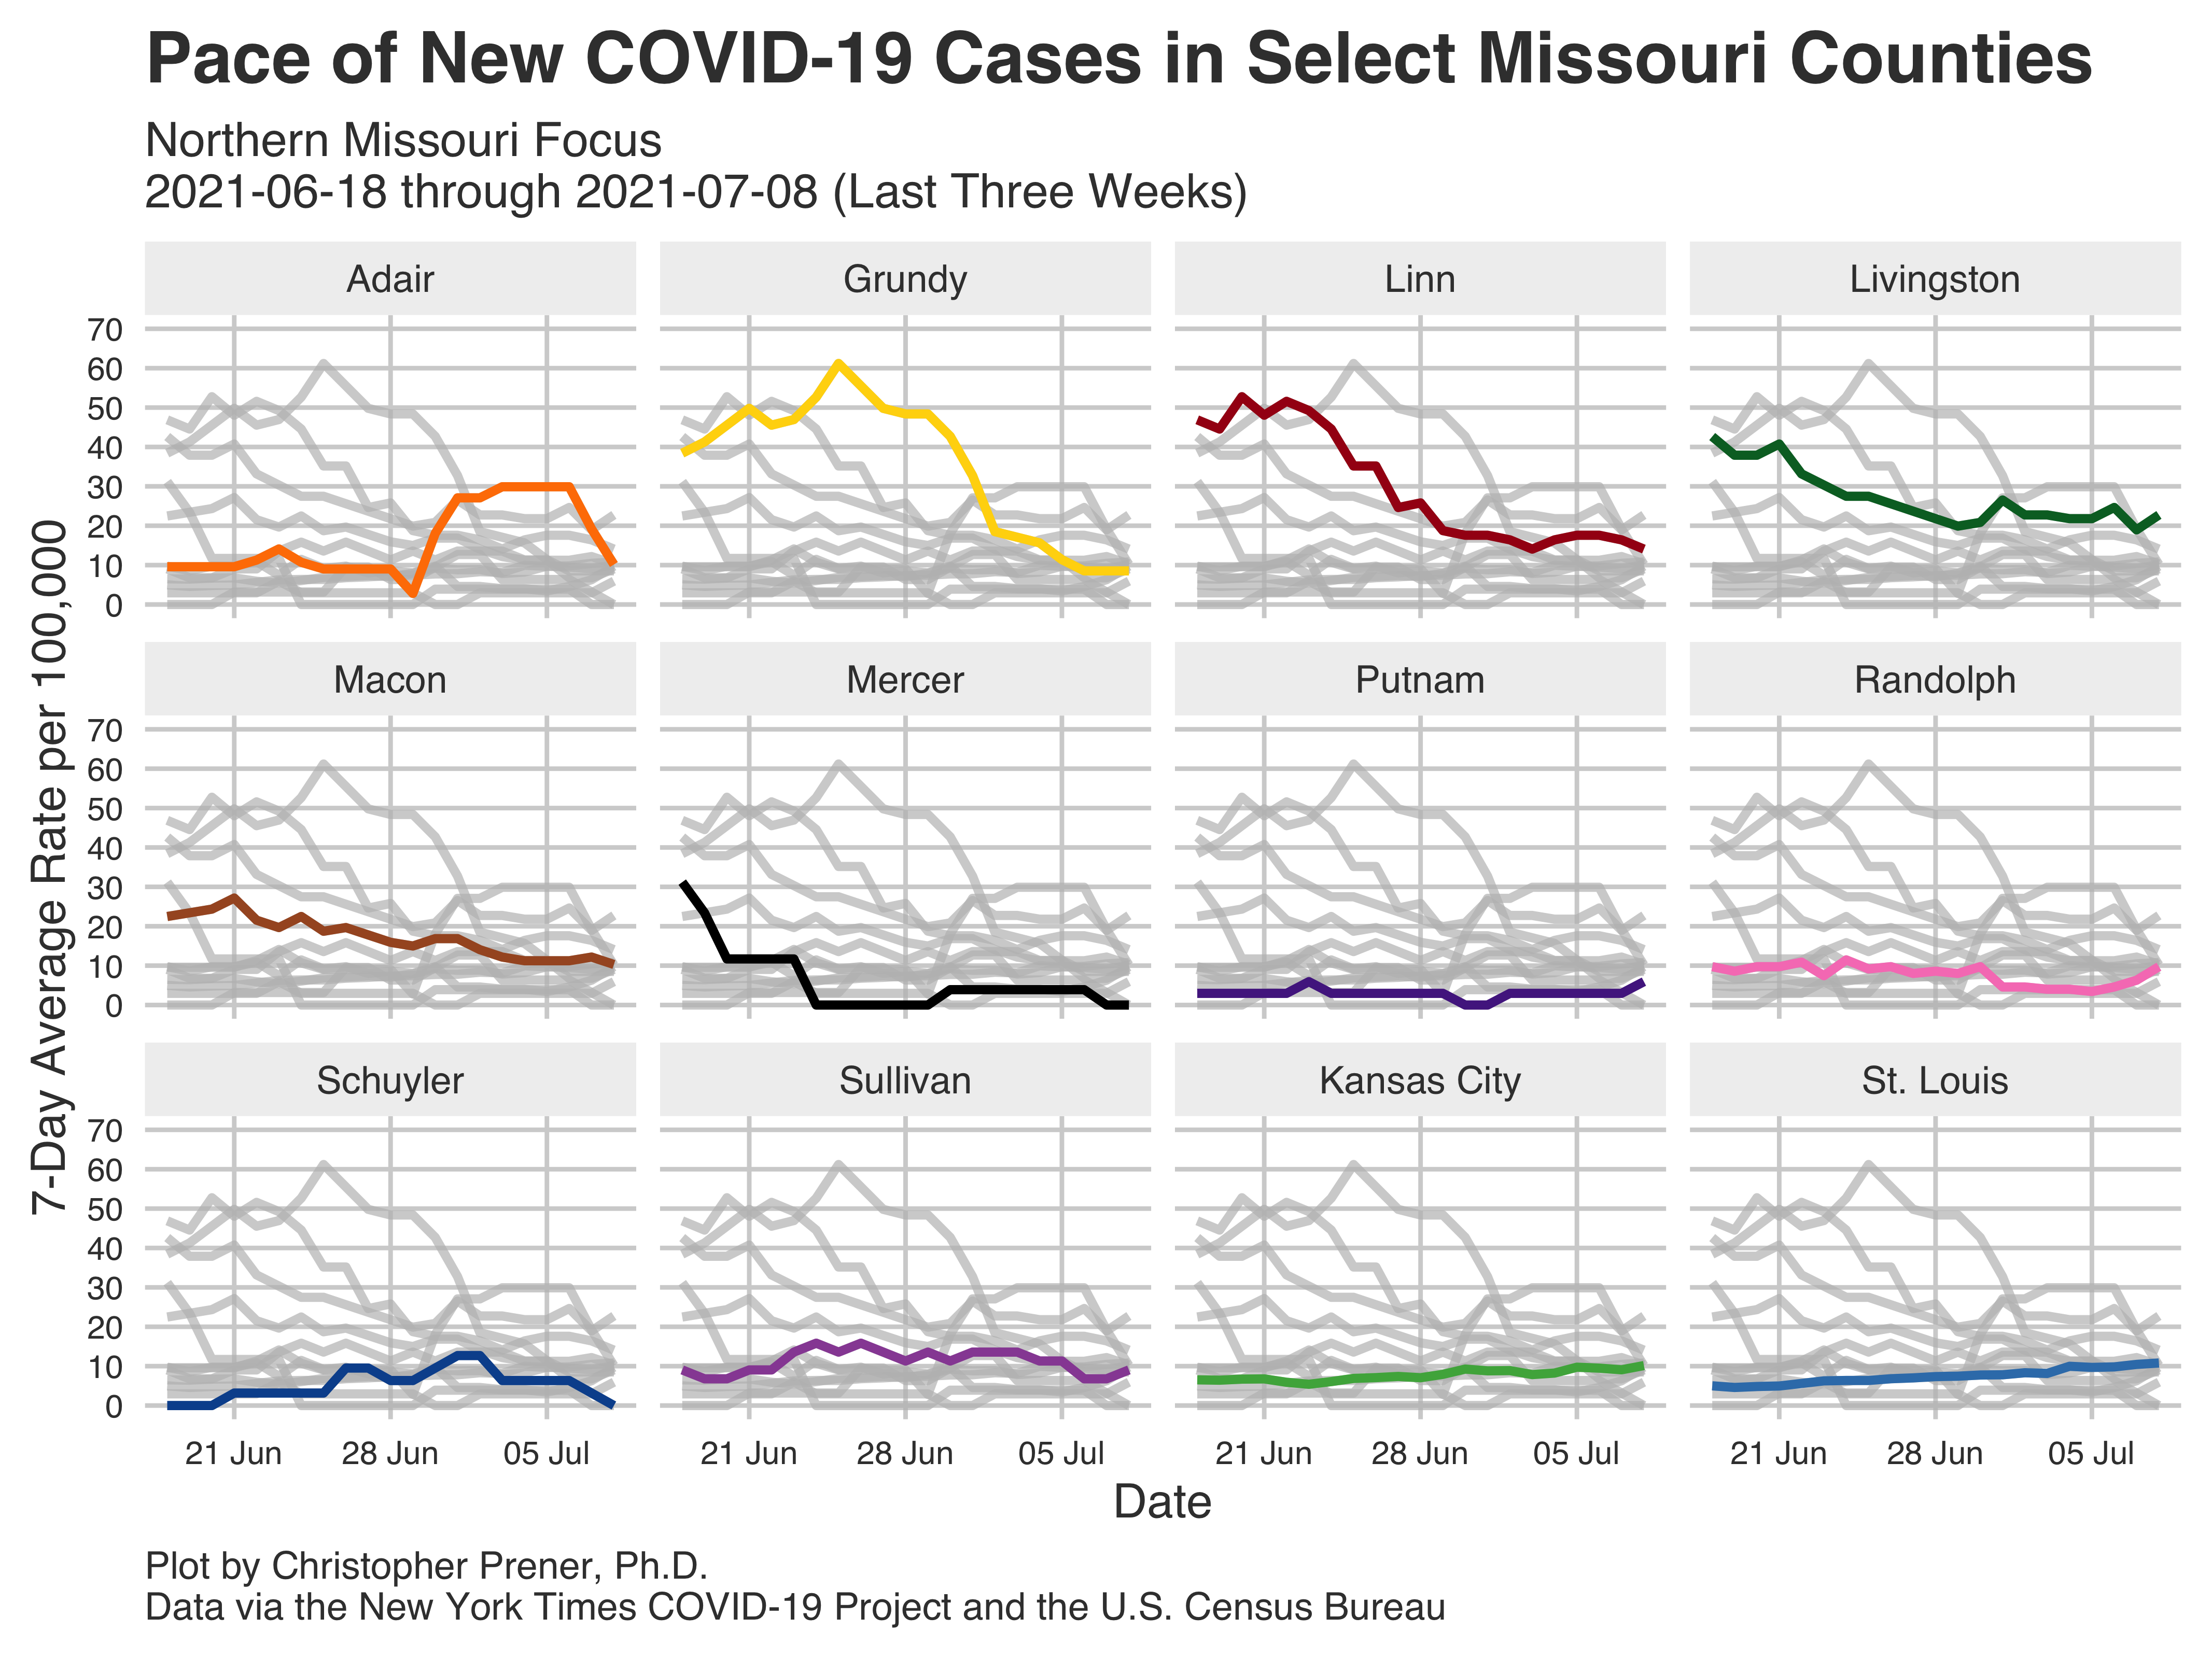 Pace of New COVID-19 Cases in Select Missouri Counties
Northern Missouri Focus
2021-06-18 through 2021-07-08 (Last Three Weeks)
7-Day Average Rate per 100,000
Adair
Grundy
Linn
Livingston
70
60
50
40
30
20
10
0
Macon
Mercer
Putnam
Randolph
70
60
50
40
30
20
10
0
Schuyler
Sullivan
Kansas City
St. Louis
70
60
50
40
30
20
10
0
21 Jun 28 Jun 05 Jul
21 Jun 28 Jun 05 Jul
21 Jun 28 Jun 05 Jul
21 Jun 28 Jun 05 Jul
Date
Plot by Christopher Prener, Ph.D.
Data via the New York Times COVID-19 Project and the U.S. Census Bureau